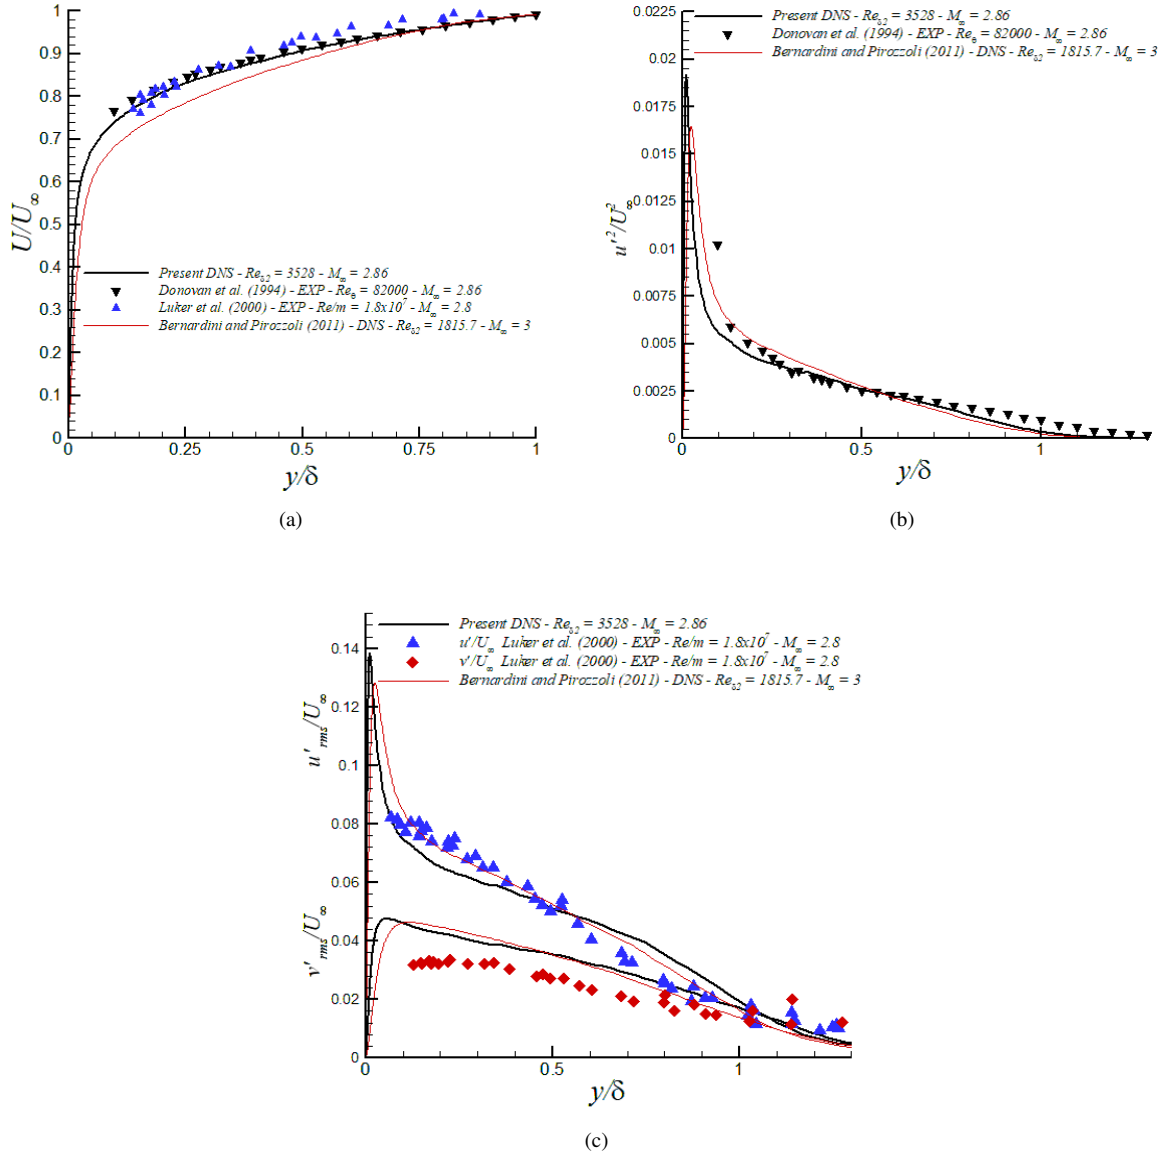 U/U∞
1
0.9
0.8
0.7
0.6
0.5
0.4
0.3
0.2
0.1
0
Present DNS - Reδ2 = 3528 - M∞ = 2.86
Donovan et al. (1994) - EXP - Reθ = 82000 - M∞ = 2.86
Luker et al. (2000) - EXP - Re/m = 1.8x10⁷ - M∞ = 2.8
Bernardini and Pirozzoli (2011) - DNS - Reδ2 = 1815.7 - M∞ = 3
0 0.25 0.5 0.75 1
y/δ
(a)
u'²/U∞²
0.0225
0.02
0.0175
0.015
0.0125
0.01
0.0075
0.005
0.0025
0
Present DNS - Reδ2 = 3528 - M∞ = 2.86
Donovan et al. (1994) - EXP - Reθ = 82000 - M∞ = 2.86
Bernardini and Pirozzoli (2011) - DNS - Reδ2 = 1815.7 - M∞ = 3
0 0.5 1
y/δ
(b)
u'rms/U∞
v'rms/U∞
0.14
0.12
0.1
0.08
0.06
0.04
0.02
0
Present DNS - Reδ2 = 3528 - M∞ = 2.86
u'/U∞ Luker et al. (2000) - EXP - Re/m = 1.8x10⁷ - M∞ = 2.8
v'/U∞ Luker et al. (2000) - EXP - Re/m = 1.8x10⁷ - M∞ = 2.8
Bernardini and Pirozzoli (2011) - DNS - Reδ2 = 1815.7 - M∞ = 3
0 0.5 1
y/δ
(c)